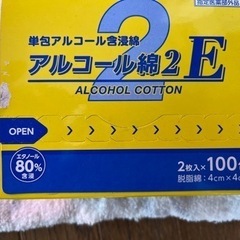 指定医薬部外品
2
単包アルコール含浸綿
アルコール綿2E
ALCOHOL COTTON
OPEN
エタノール
80%
含浸
2枚入×100
脱脂綿:4cm×4c